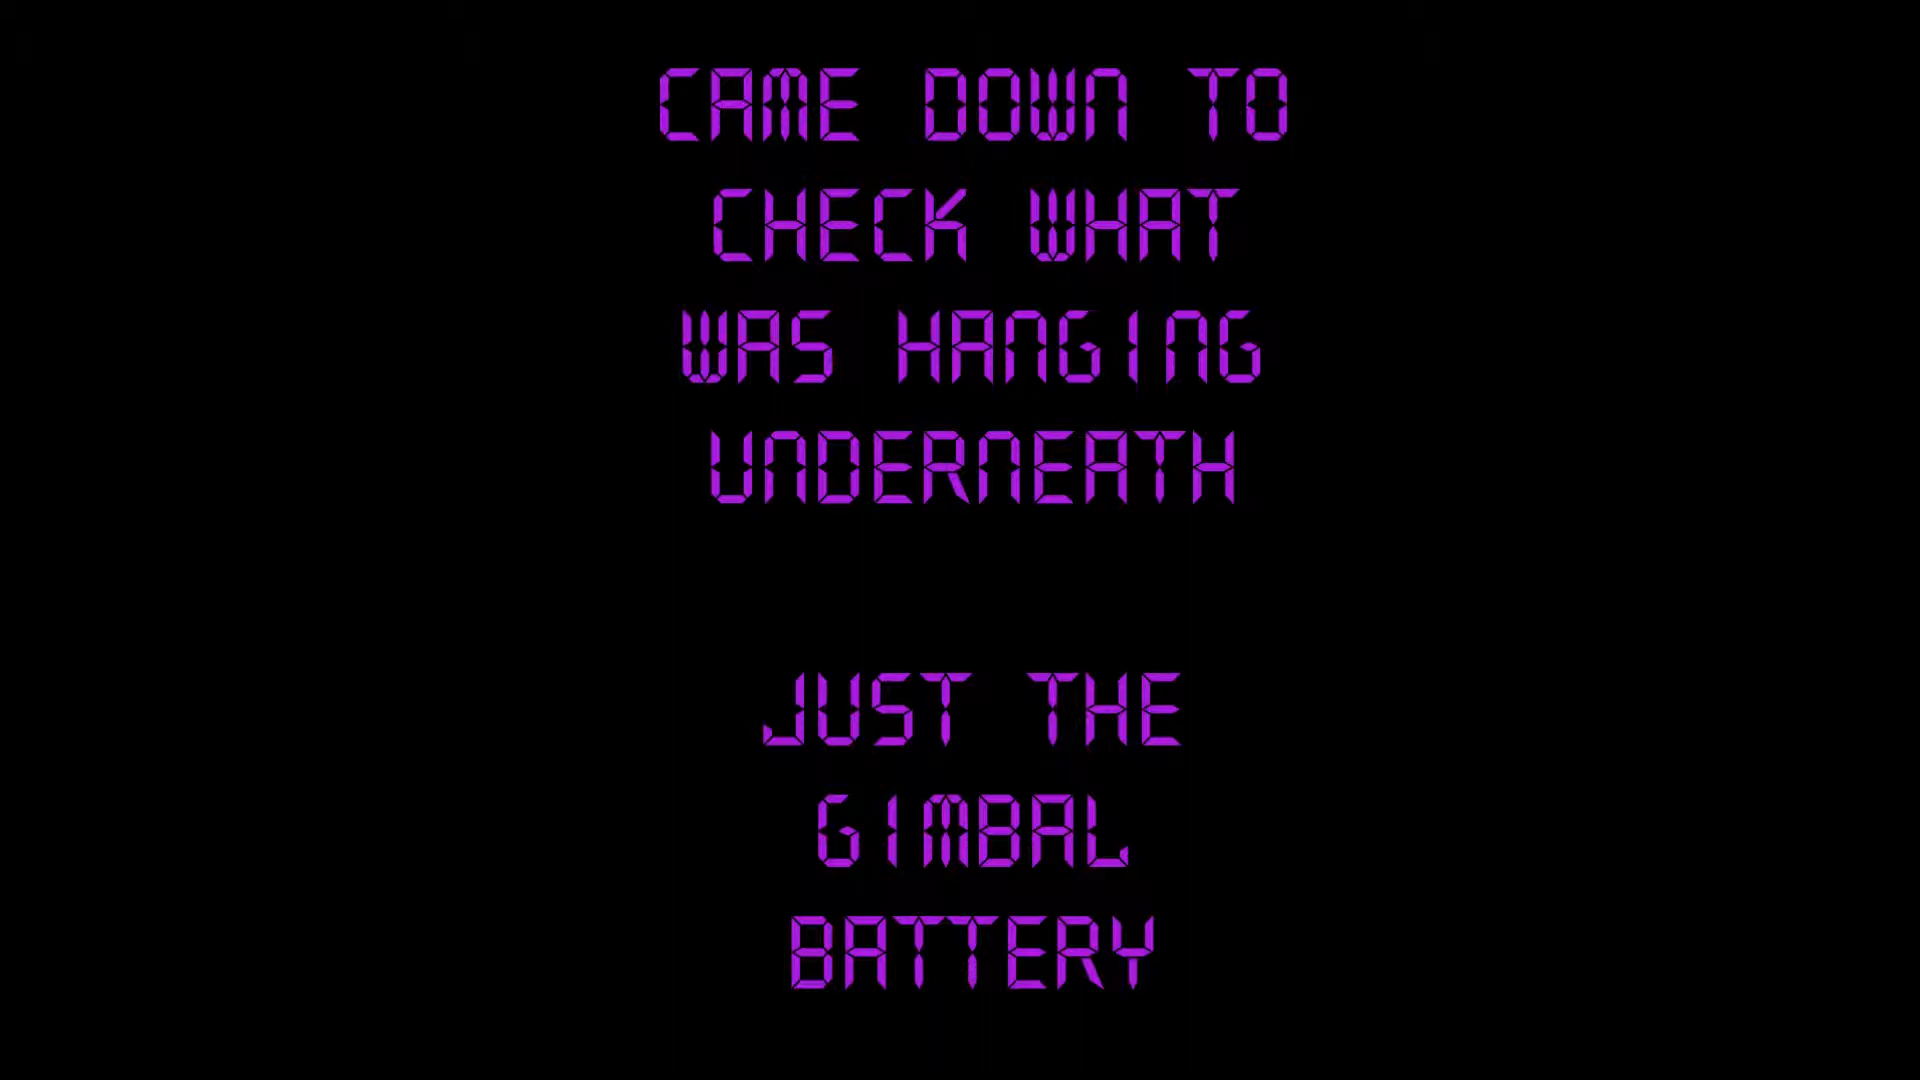 CAME DOWN TO
CHECK WHAT
WAS HANGING
UNDERNEATH
JUST THE
GIMBAL
BATTERY